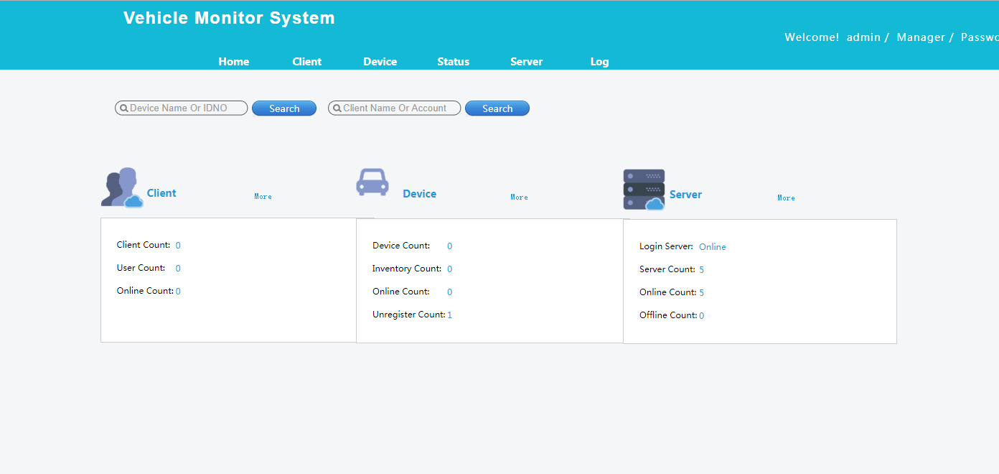 Vehicle Monitor System
Welcome! admin / Manager / Passwo
Home Client Device Status Server Log
Device Name Or IDNO Search Client Name Or Account Search
Client More Device More Server More
Client Count: 0
User Count: 0
Online Count: 0
Device Count: 0
Inventory Count: 0
Online Count: 0
Unregister Count: 1
Login Server: Online
Server Count: 5
Online Count: 5
Offline Count: 0